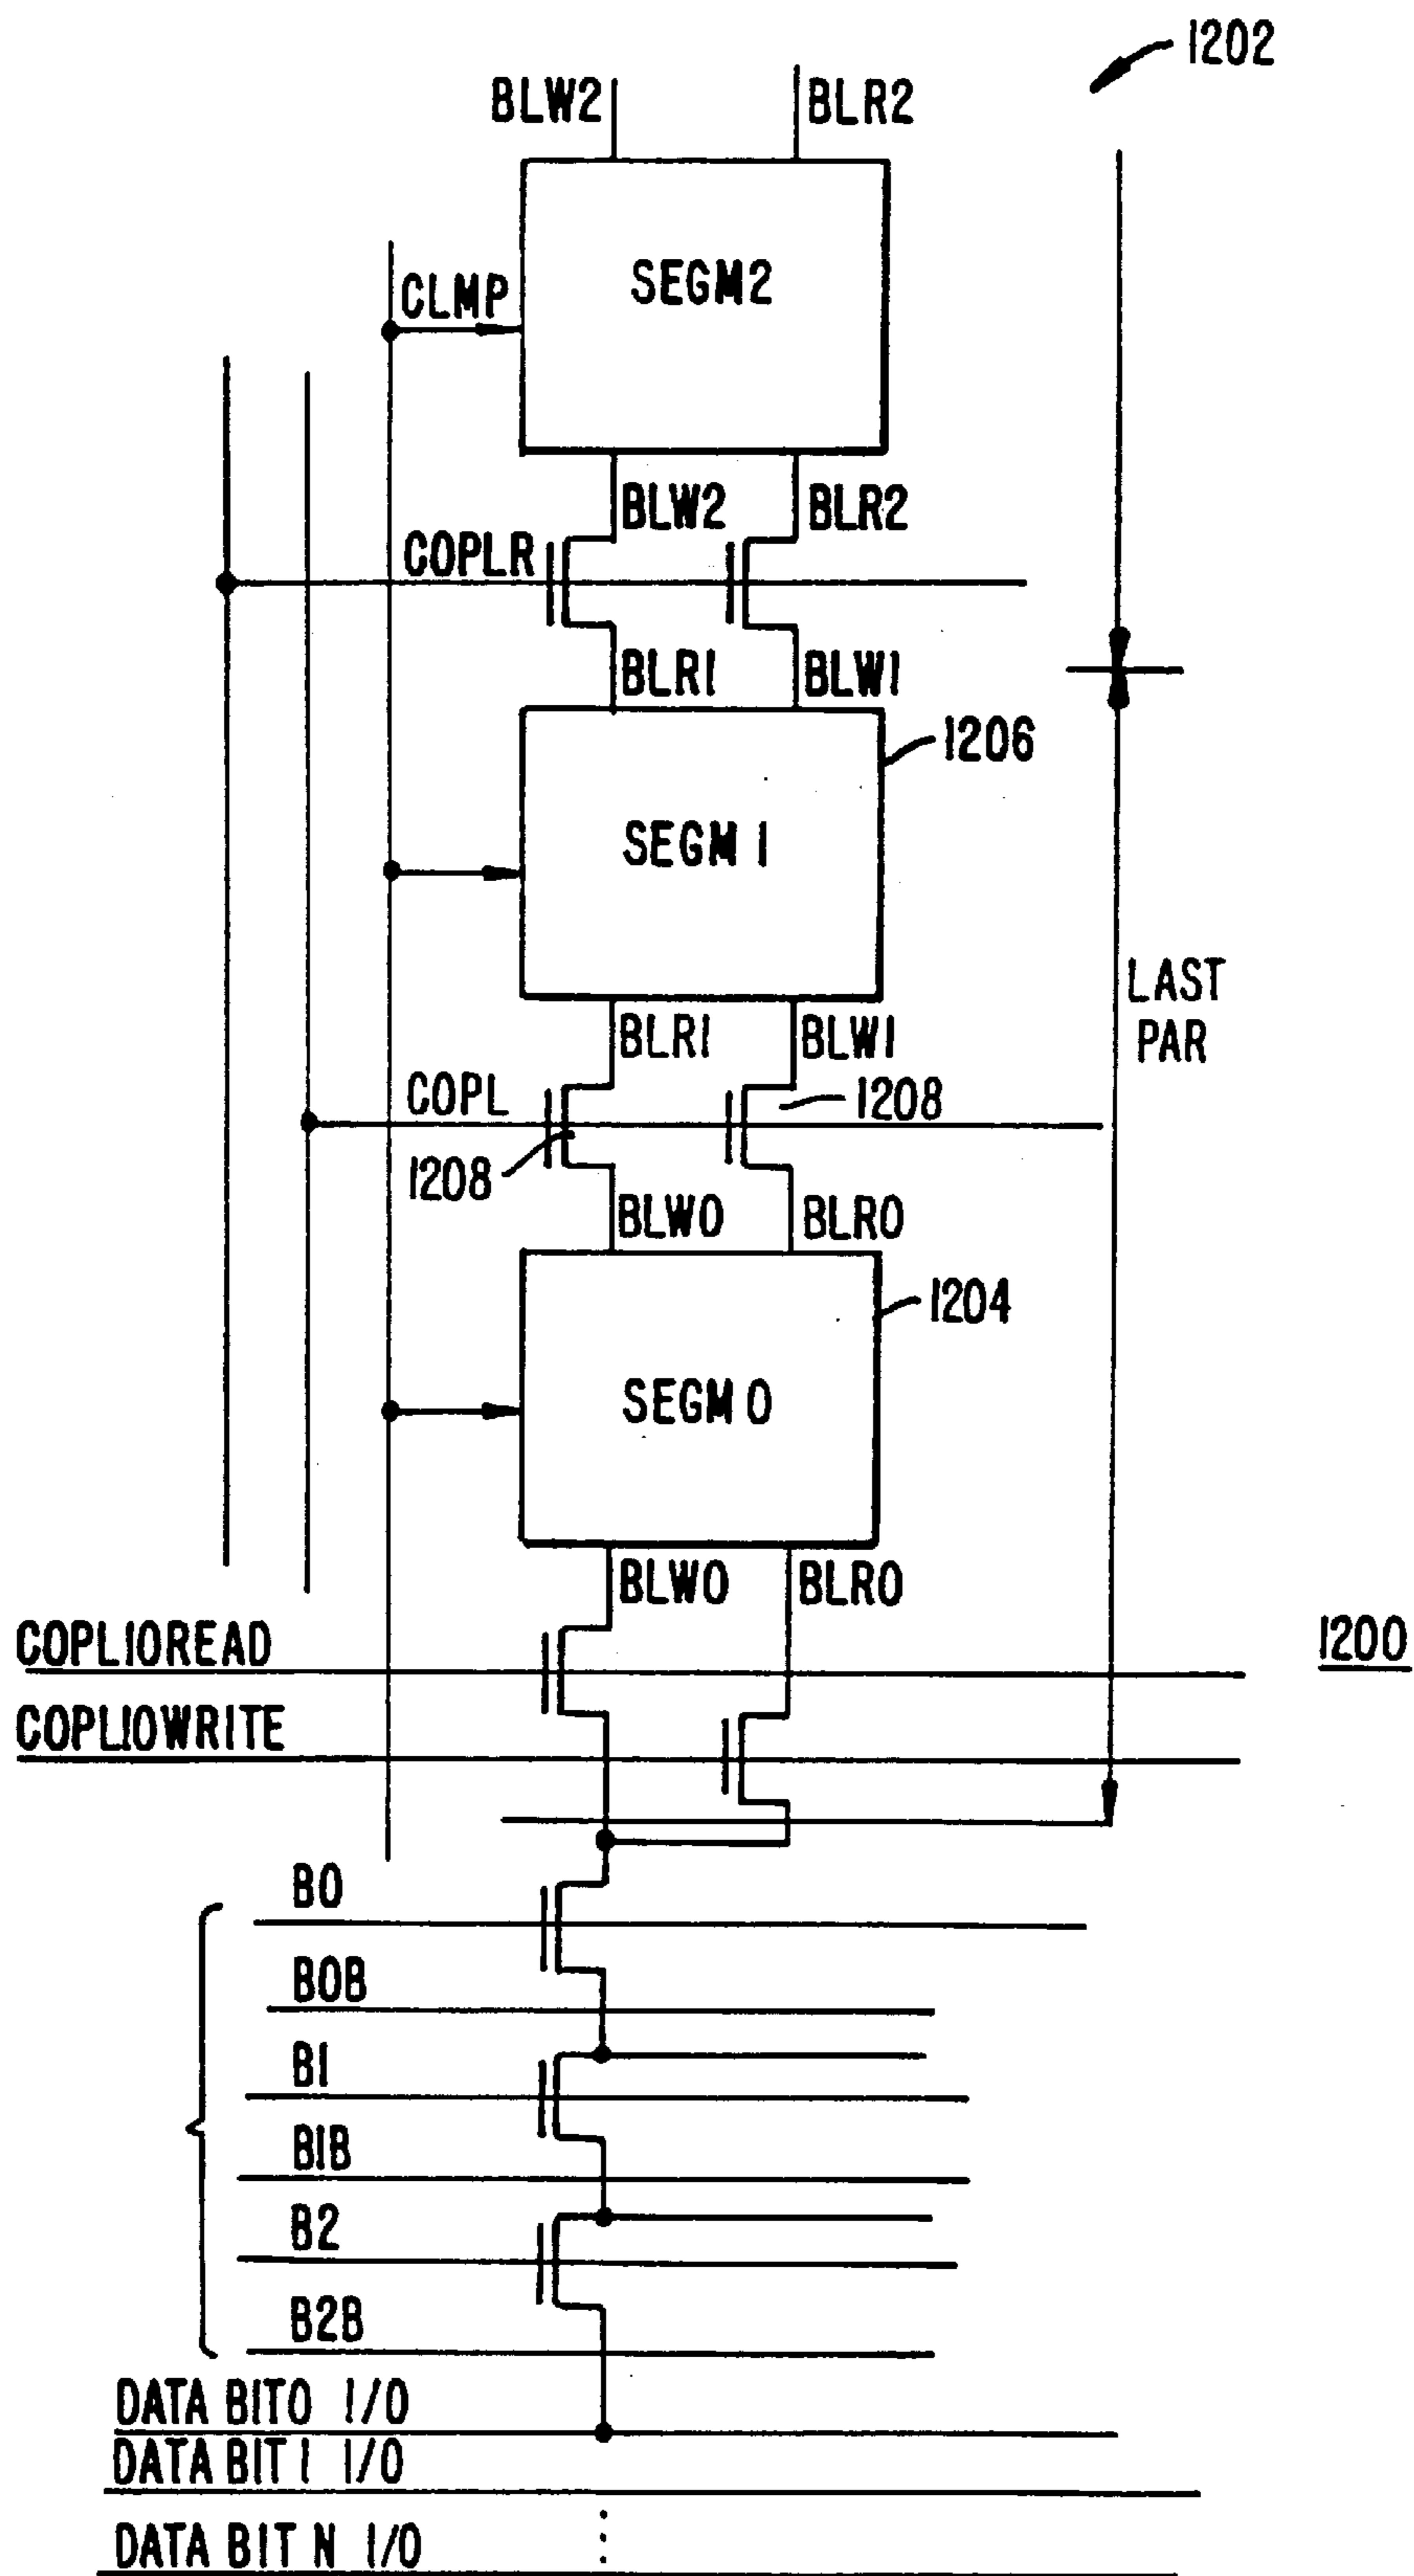 1202
BLW2 BLR2
SEGM2
CLMP
BLW2 BLR2
COPLR
BLR1 BLW1
1206
SEGM 1
LAST
PAR
BLR1 BLW1
COPL 1208
1208
BLW0 BLR0
1204
SEGM 0
BLW0 BLR0
COPLIOREAD
1200
COPLIOWRITE
B0
B0B
B1
B1B
B2
B2B
DATA BIT0 I/O
DATA BIT 1 I/O
DATA BIT N I/O